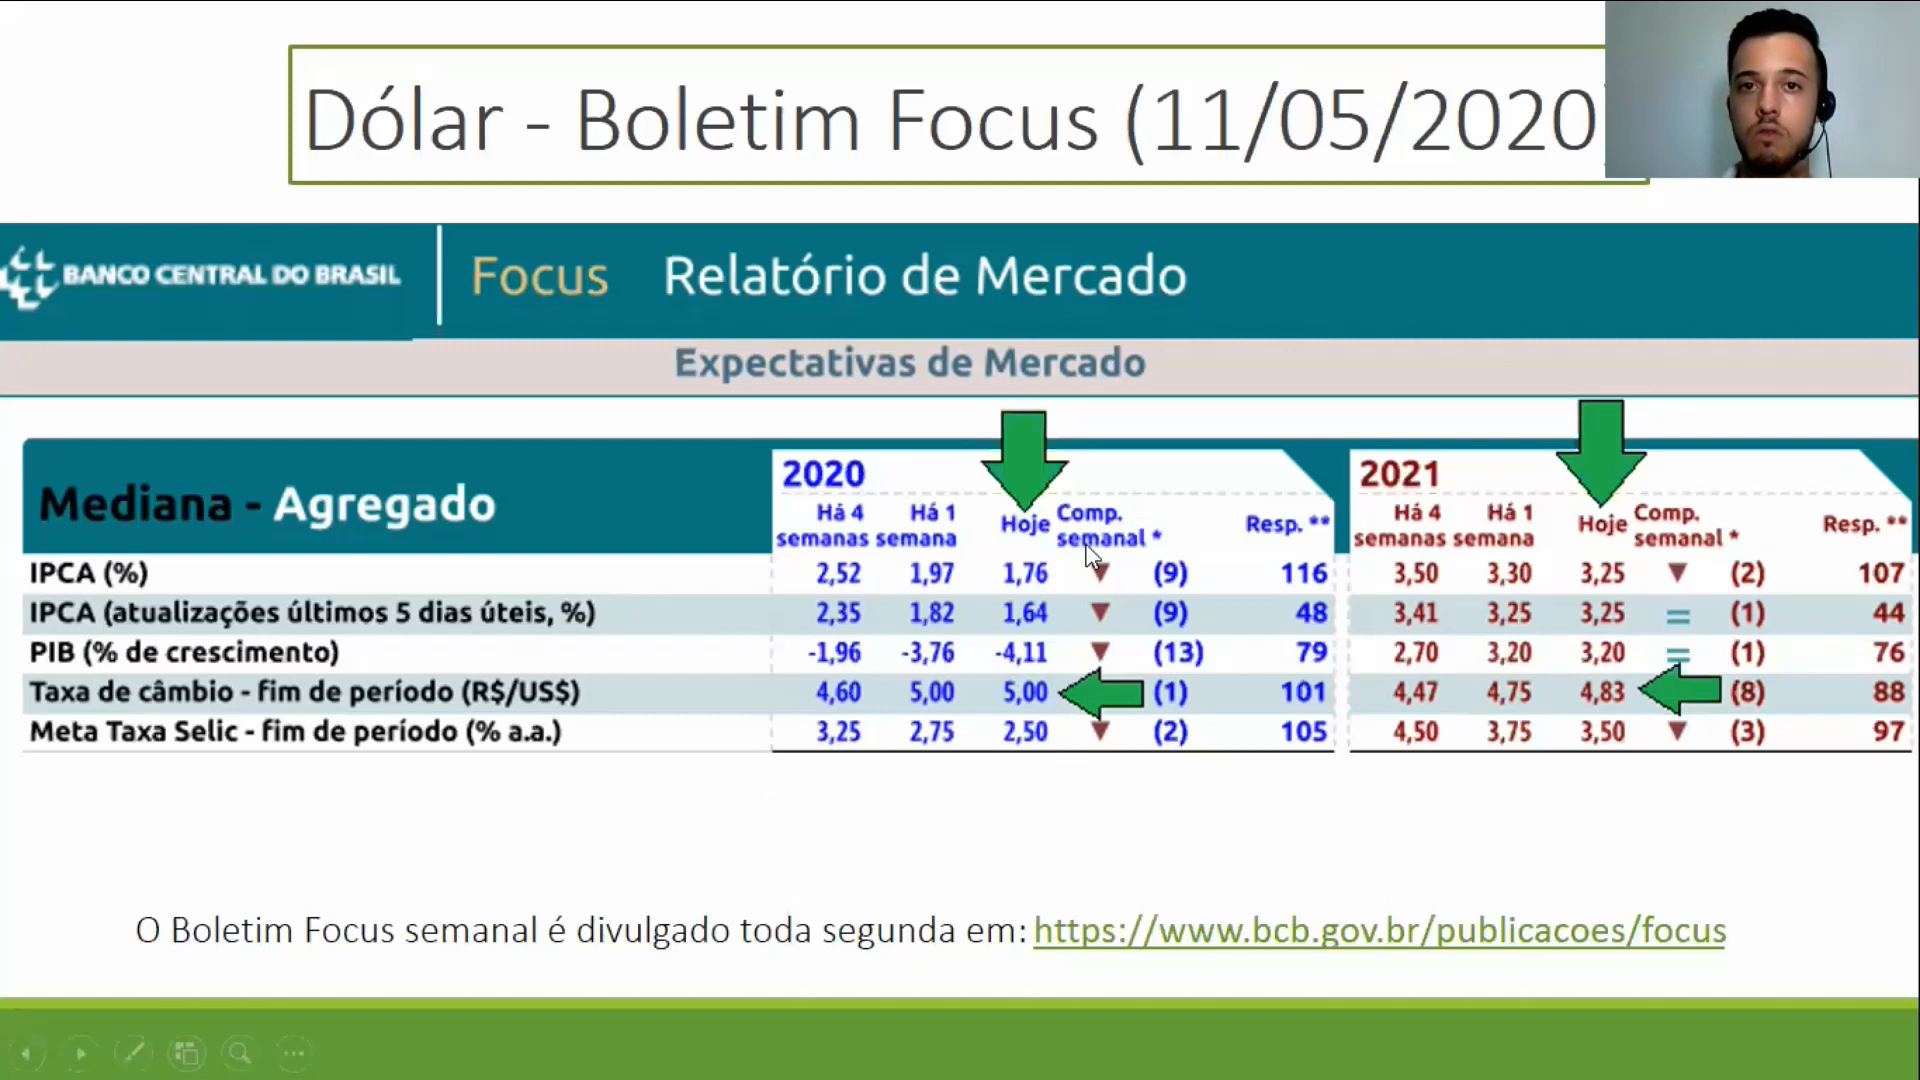 Dólar - Boletim Focus (11/05/2020)
BANCO CENTRAL DO BRASIL
Focus Relatório de Mercado
Expectativas de Mercado
Mediana - Agregado
2020 2021
Há 4 semanas Há 1 semana Hoje Comp. semanal * Resp. ** Há 4 semanas Há 1 semana Hoje Comp. semanal * Resp. **
IPCA (%) 2,52 1,97 1,76 ▼ (9) 116 3,50 3,30 3,25 ▼ (2) 107
IPCA (atualizações últimos 5 dias úteis, %) 2,35 1,82 1,64 ▼ (9) 48 3,41 3,25 3,25 = (1) 44
PIB (% de crescimento) -1,96 -3,76 -4,11 ▼ (13) 79 2,70 3,20 3,20 = (1) 76
Taxa de câmbio - fim de período (R$/US$) 4,60 5,00 5,00 (1) 101 4,47 4,75 4,83 (8) 88
Meta Taxa Selic - fim de período (% a.a.) 3,25 2,75 2,50 ▼ (2) 105 4,50 3,75 3,50 ▼ (3) 97
O Boletim Focus semanal é divulgado toda segunda em: https://www.bcb.gov.br/publicacoes/focus